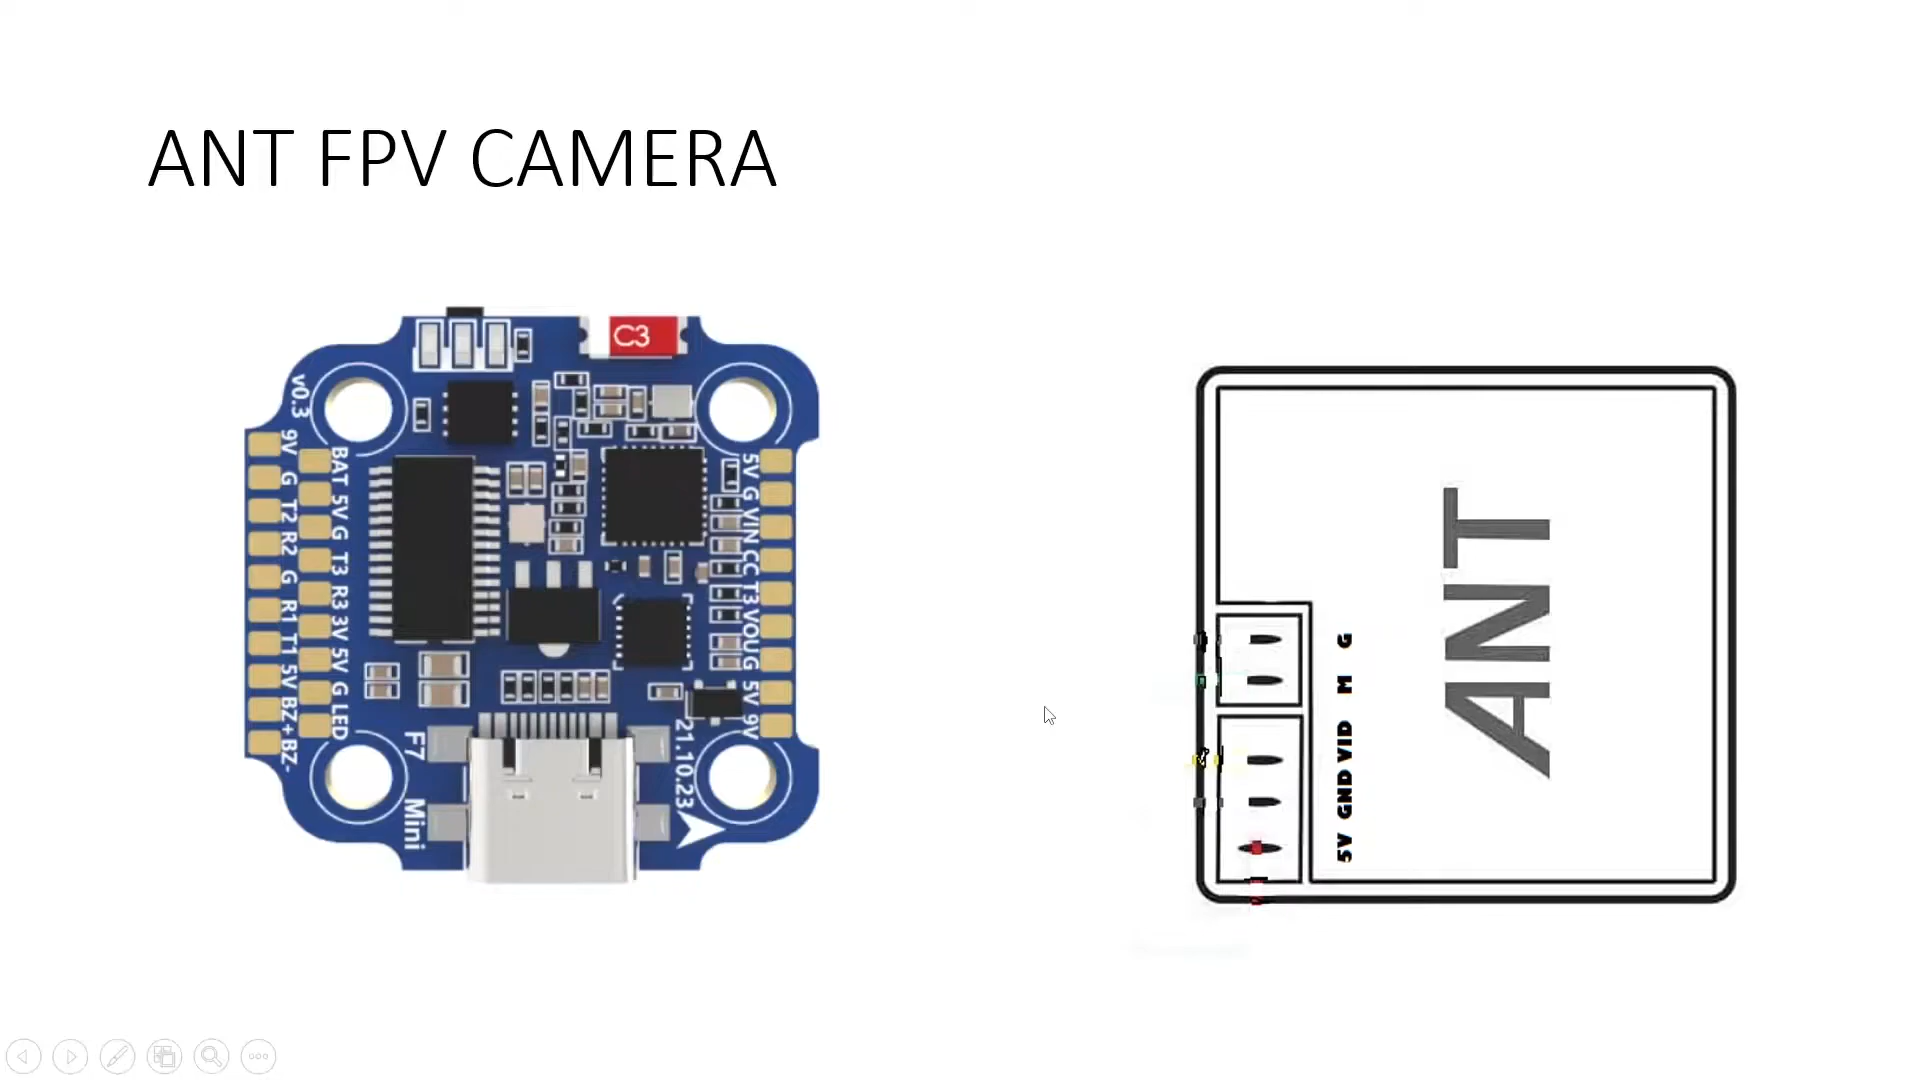 ANT FPV CAMERA
C3
v0.3
9V G T2 R2 G R1 T1 5V BZ+ BZ-
BAT 5V G T3 R3 3V 5V G LED
5V G VIN CC T3 VOU G 5V 9V
F7 Mini
21.10.23
G M VID GND 5V
ANT